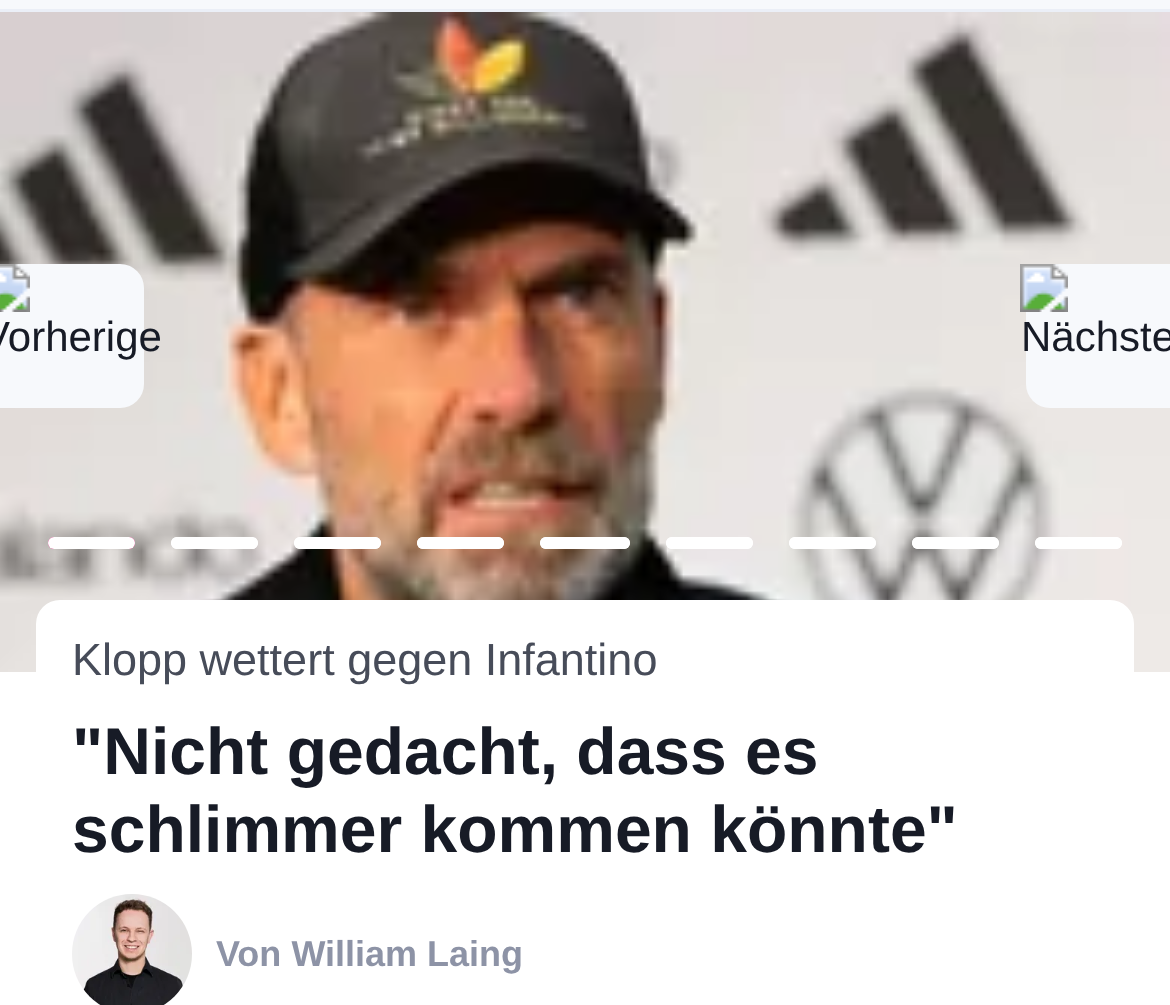 Vorherige
Nächste
Klopp wettert gegen Infantino
"Nicht gedacht, dass es
schlimmer kommen könnte"
Von William Laing